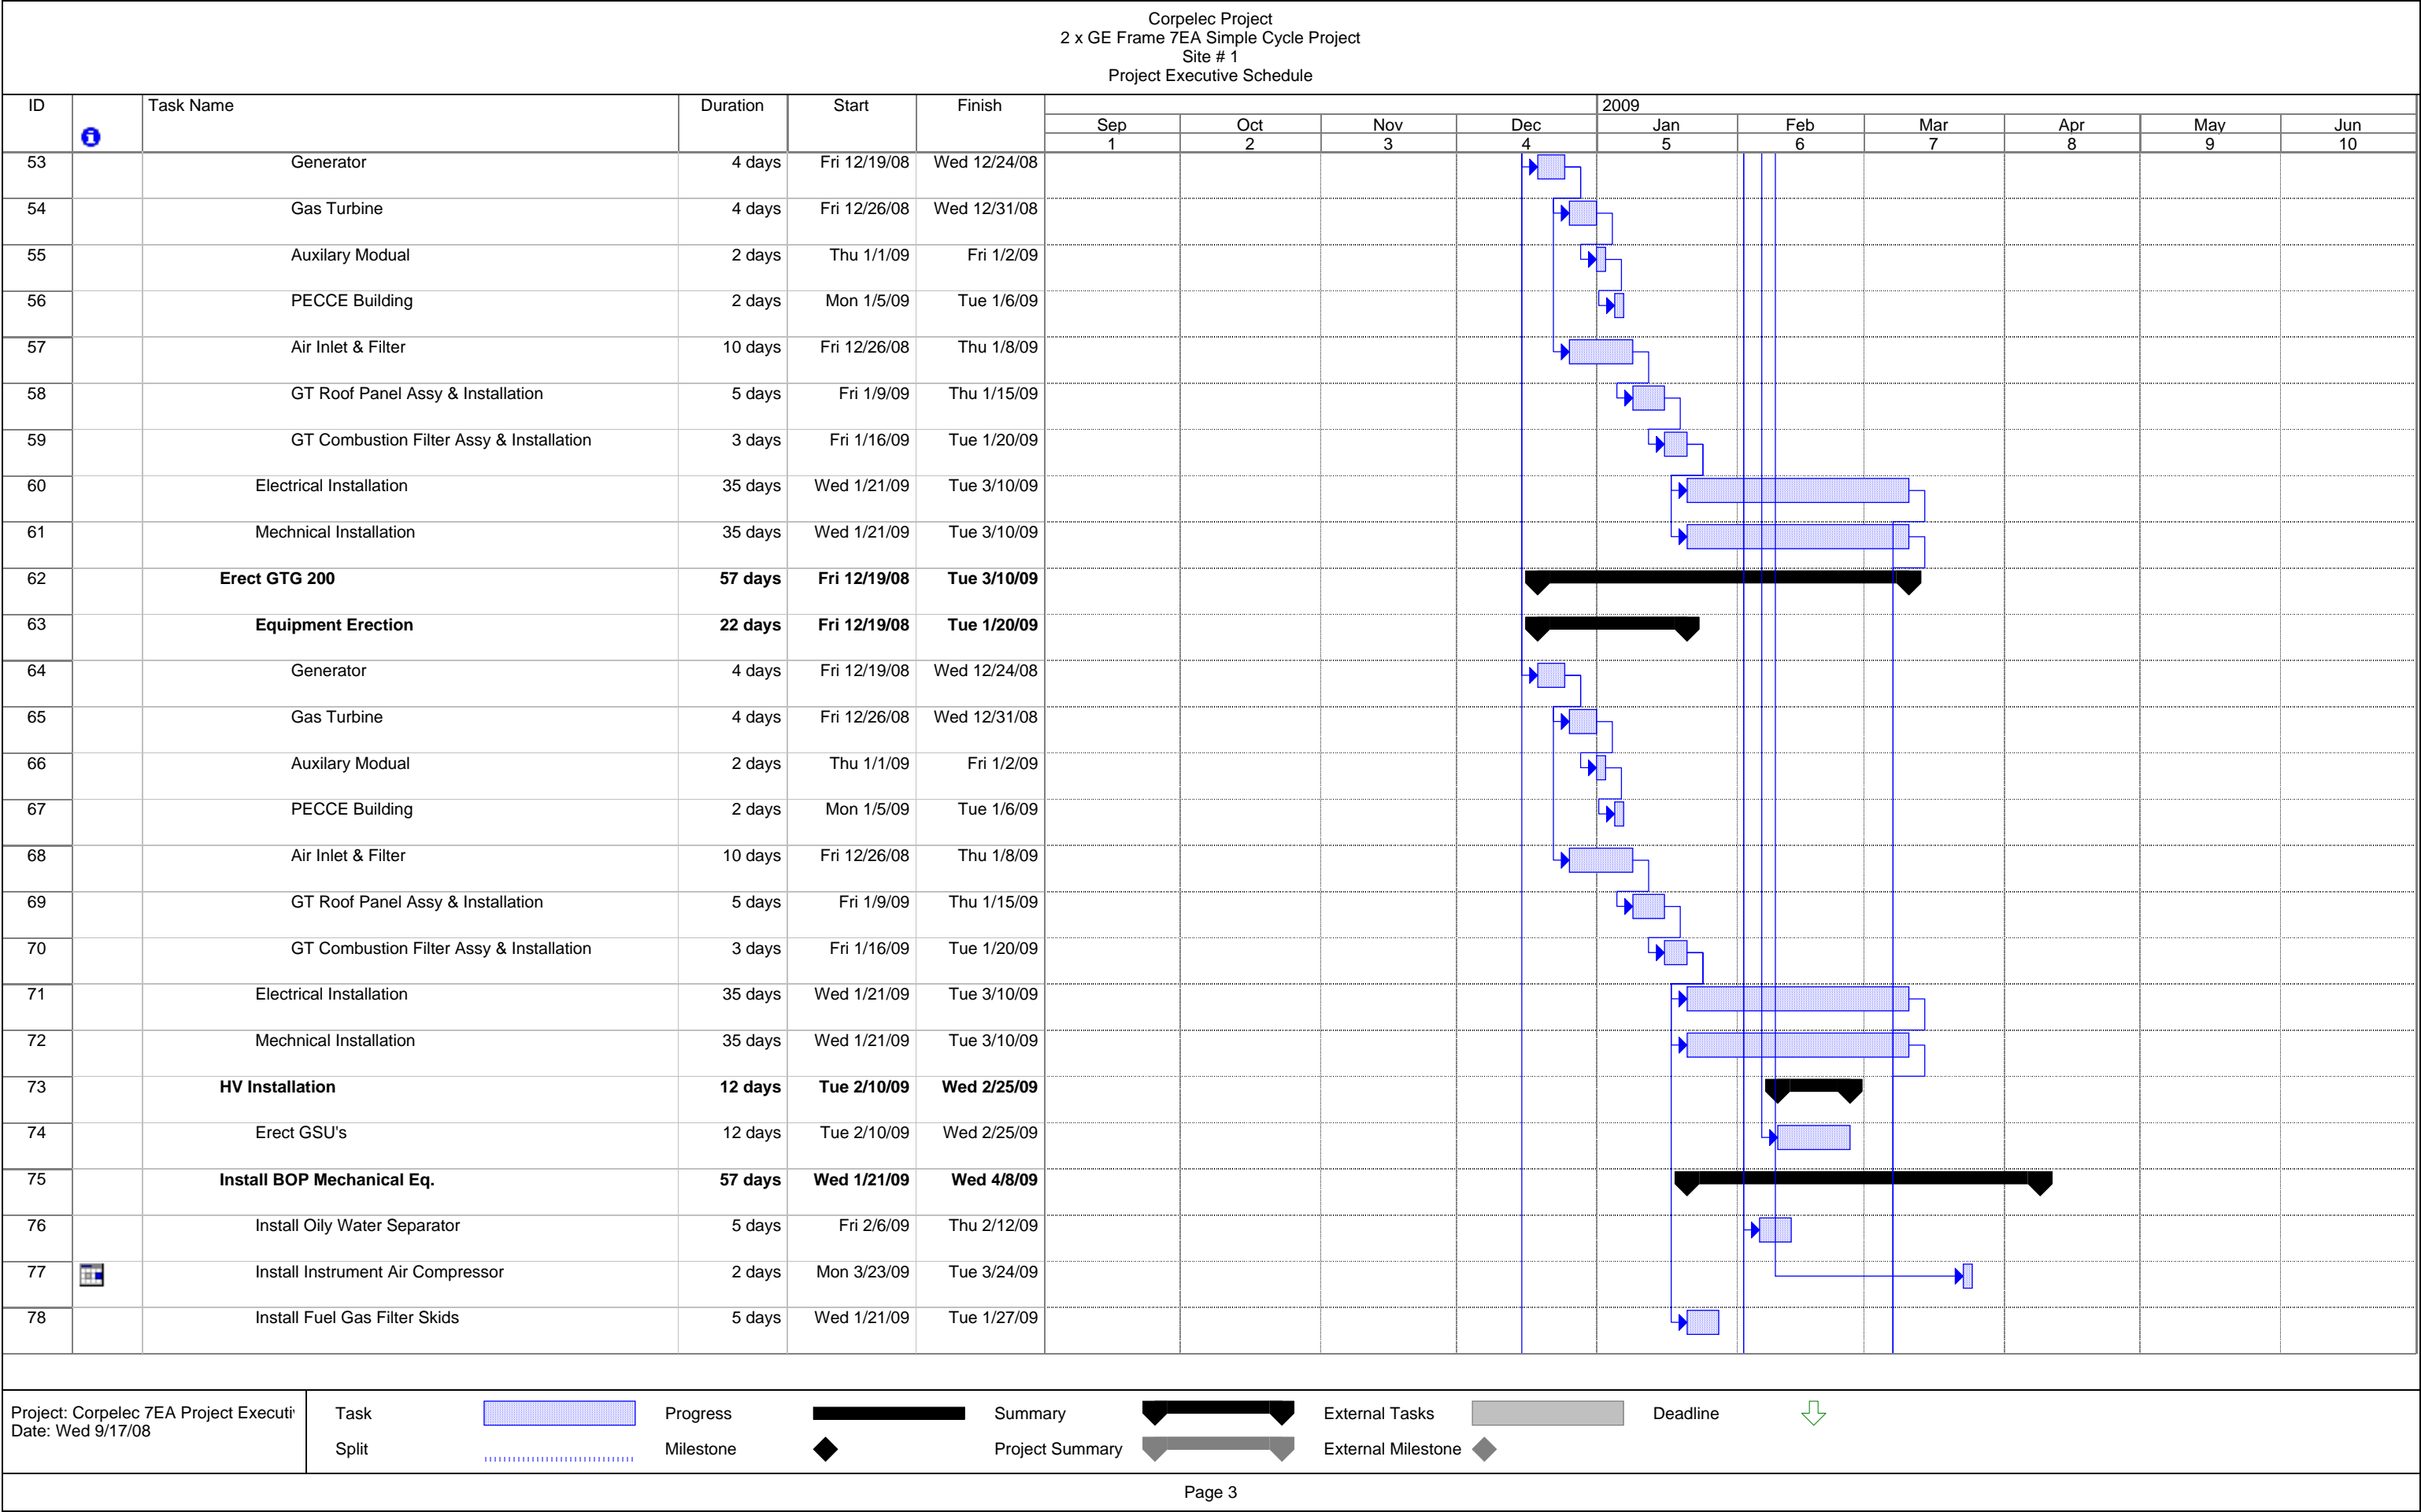 Corpelec Project
2 x GE Frame 7EA Simple Cycle Project
Site # 1
Project Executive Schedule
ID Task Name Duration Start Finish 2009
Sep Oct Nov Dec Jan Feb Mar Apr May Jun
1 2 3 4 5 6 7 8 9 10
53 Generator 4 days Fri 12/19/08 Wed 12/24/08
54 Gas Turbine 4 days Fri 12/26/08 Wed 12/31/08
55 Auxilary Modual 2 days Thu 1/1/09 Fri 1/2/09
56 PECCE Building 2 days Mon 1/5/09 Tue 1/6/09
57 Air Inlet & Filter 10 days Fri 12/26/08 Thu 1/8/09
58 GT Roof Panel Assy & Installation 5 days Fri 1/9/09 Thu 1/15/09
59 GT Combustion Filter Assy & Installation 3 days Fri 1/16/09 Tue 1/20/09
60 Electrical Installation 35 days Wed 1/21/09 Tue 3/10/09
61 Mechnical Installation 35 days Wed 1/21/09 Tue 3/10/09
62 Erect GTG 200 57 days Fri 12/19/08 Tue 3/10/09
63 Equipment Erection 22 days Fri 12/19/08 Tue 1/20/09
64 Generator 4 days Fri 12/19/08 Wed 12/24/08
65 Gas Turbine 4 days Fri 12/26/08 Wed 12/31/08
66 Auxilary Modual 2 days Thu 1/1/09 Fri 1/2/09
67 PECCE Building 2 days Mon 1/5/09 Tue 1/6/09
68 Air Inlet & Filter 10 days Fri 12/26/08 Thu 1/8/09
69 GT Roof Panel Assy & Installation 5 days Fri 1/9/09 Thu 1/15/09
70 GT Combustion Filter Assy & Installation 3 days Fri 1/16/09 Tue 1/20/09
71 Electrical Installation 35 days Wed 1/21/09 Tue 3/10/09
72 Mechnical Installation 35 days Wed 1/21/09 Tue 3/10/09
73 HV Installation 12 days Tue 2/10/09 Wed 2/25/09
74 Erect GSU's 12 days Tue 2/10/09 Wed 2/25/09
75 Install BOP Mechanical Eq. 57 days Wed 1/21/09 Wed 4/8/09
76 Install Oily Water Separator 5 days Fri 2/6/09 Thu 2/12/09
77 Install Instrument Air Compressor 2 days Mon 3/23/09 Tue 3/24/09
78 Install Fuel Gas Filter Skids 5 days Wed 1/21/09 Tue 1/27/09
Project: Corpelec 7EA Project Executi
Date: Wed 9/17/08
Task Progress Summary External Tasks Deadline
Split Milestone Project Summary External Milestone
Page 3